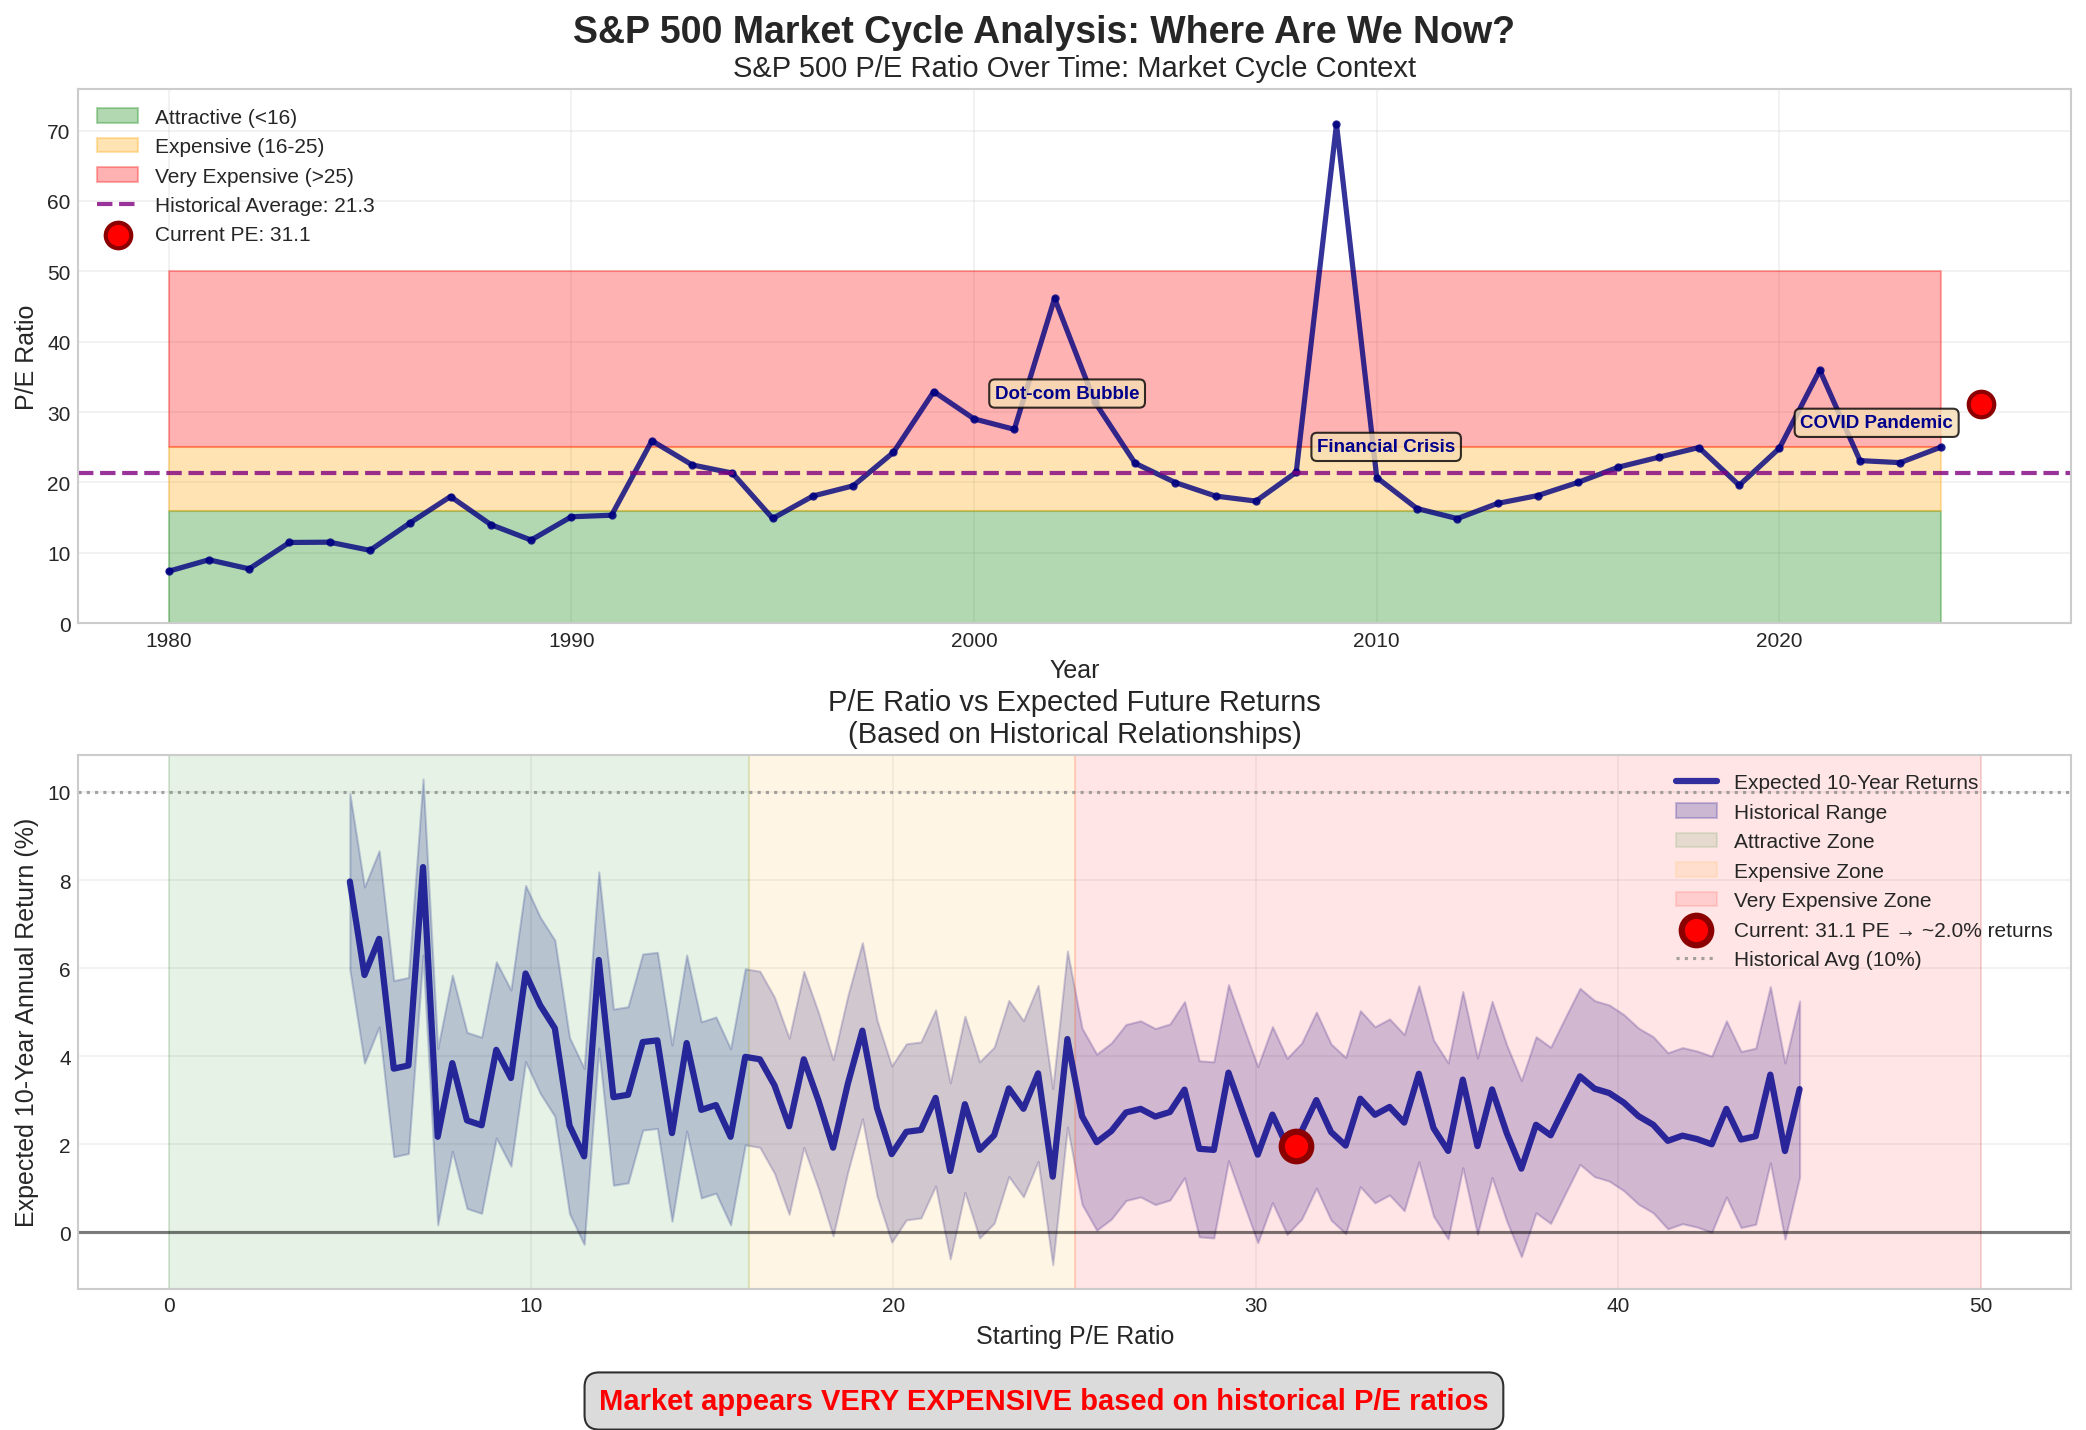 S&P 500 Market Cycle Analysis: Where Are We Now?
S&P 500 P/E Ratio Over Time: Market Cycle Context
Attractive (<16)
Expensive (16-25)
Very Expensive (>25)
Historical Average: 21.3
Current PE: 31.1
P/E Ratio
70
60
50
40
30
20
10
0
Dot-com Bubble
Financial Crisis
COVID Pandemic
1980
1990
2000
2010
2020
Year
P/E Ratio vs Expected Future Returns
(Based on Historical Relationships)
Expected 10-Year Annual Return (%)
10
8
6
4
2
0
Expected 10-Year Returns
Historical Range
Attractive Zone
Expensive Zone
Very Expensive Zone
Current: 31.1 PE → ~2.0% returns
Historical Avg (10%)
0
10
20
30
40
50
Starting P/E Ratio
Market appears VERY EXPENSIVE based on historical P/E ratios